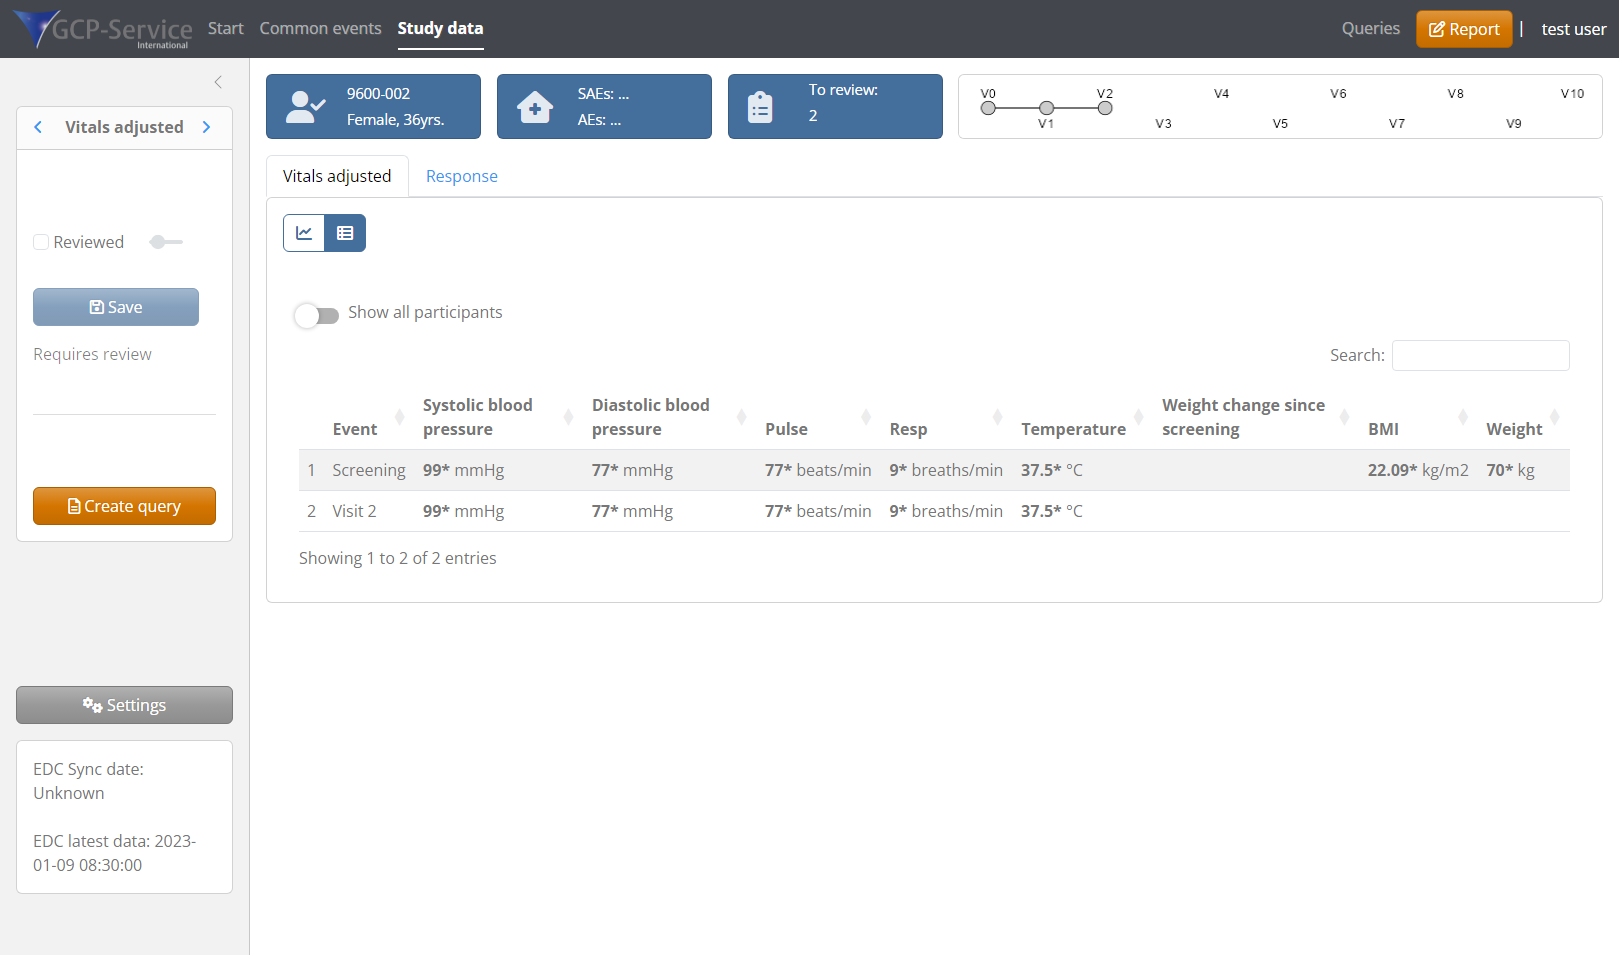 GCP-Service
International
Start
Common events
Study data
Queries
Report
|
test user
Vitals adjusted
Reviewed
Save
Requires review
Create query
Settings
EDC Sync date:
Unknown
EDC latest data: 2023-
01-09 08:30:00
9600-002
Female, 36yrs.
SAEs: ...
AEs: ...
To review:
2
V0
V2
V4
V6
V8
V10
V1
V3
V5
V7
V9
Vitals adjusted
Response
Show all participants
Search:
Event
Systolic blood
pressure
Diastolic blood
pressure
Pulse
Resp
Temperature
Weight change since
screening
BMI
Weight
1 Screening 99* mmHg 77* mmHg 77* beats/min 9* breaths/min 37.5* °C 22.09* kg/m2 70* kg
2 Visit 2 99* mmHg 77* mmHg 77* beats/min 9* breaths/min 37.5* °C
Showing 1 to 2 of 2 entries